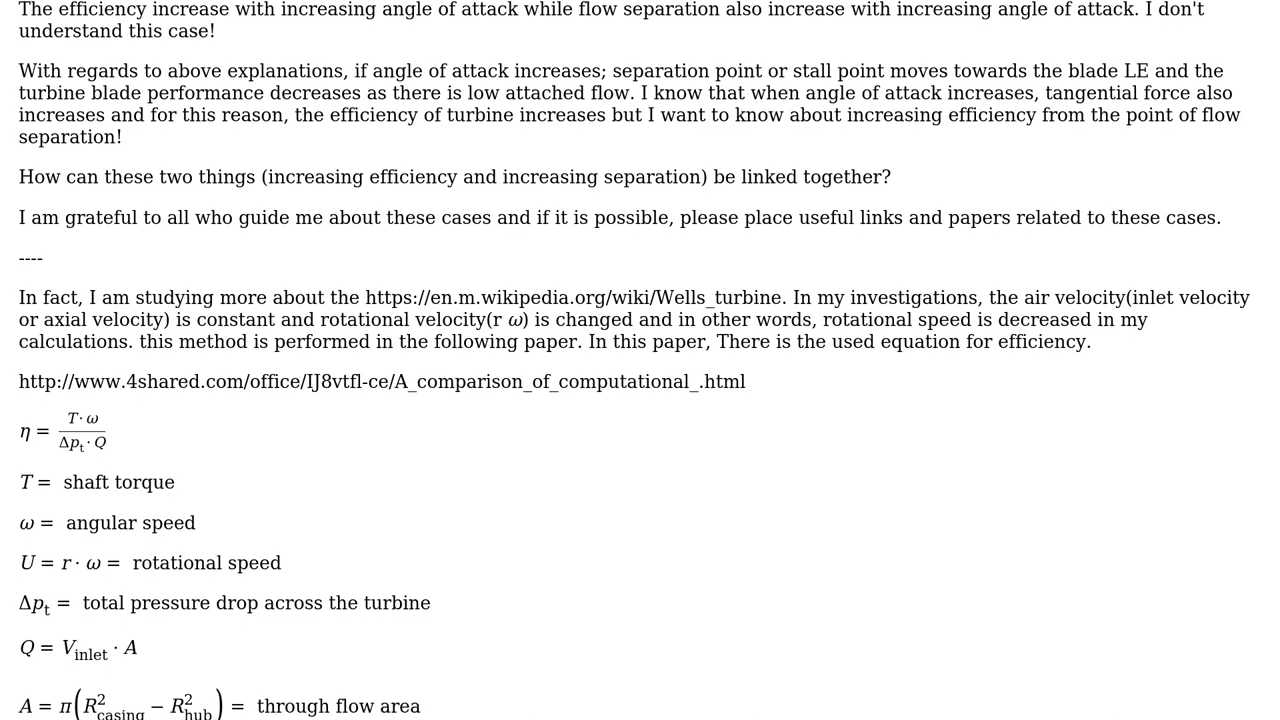 The efficiency increase with increasing angle of attack while flow separation also increase with increasing angle of attack. I don't
understand this case!
With regards to above explanations, if angle of attack increases; separation point or stall point moves towards the blade LE and the
turbine blade performance decreases as there is low attached flow. I know that when angle of attack increases, tangential force also
increases and for this reason, the efficiency of turbine increases but I want to know about increasing efficiency from the point of flow
separation!
How can these two things (increasing efficiency and increasing separation) be linked together?
I am grateful to all who guide me about these cases and if it is possible, please place useful links and papers related to these cases.
----
In fact, I am studying more about the https://en.m.wikipedia.org/wiki/Wells_turbine. In my investigations, the air velocity(inlet velocity
or axial velocity) is constant and rotational velocity(r ω) is changed and in other words, rotational speed is decreased in my
calculations. this method is performed in the following paper. In this paper, There is the used equation for efficiency.
http://www.4shared.com/office/IJ8vtfl-ce/A_comparison_of_computational_.html
η = T · ω / Δp_t · Q
T = shaft torque
ω = angular speed
U = r · ω = rotational speed
Δp_t = total pressure drop across the turbine
Q = V_inlet · A
A = π(R²_casing − R²_hub) = through flow area